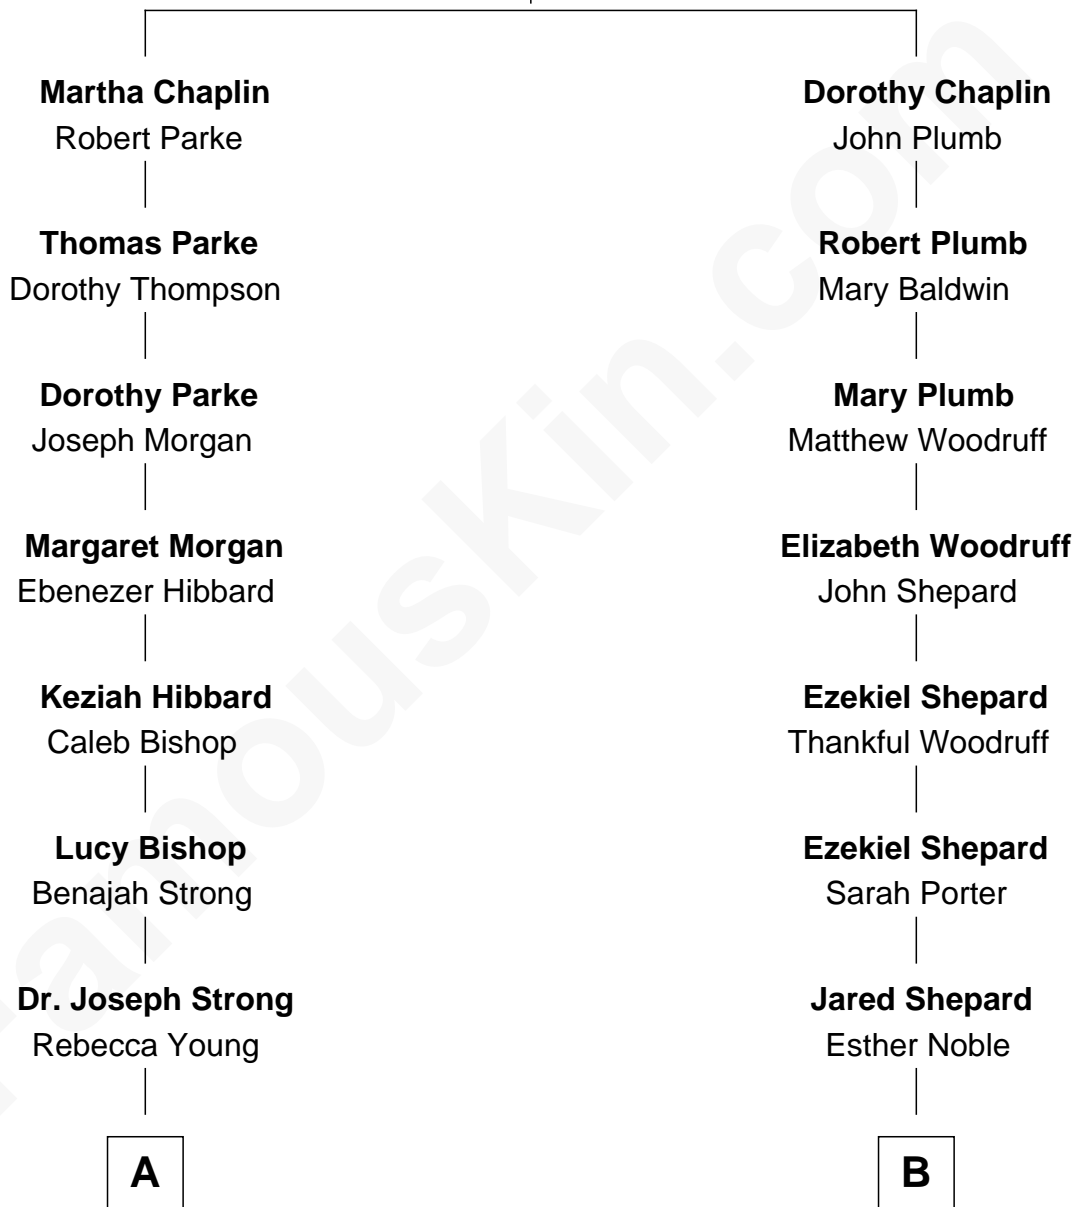 Martha Chaplin
Robert Parke
Thomas Parke
Dorothy Thompson
Dorothy Parke
Joseph Morgan
Margaret Morgan
Ebenezer Hibbard
Keziah Hibbard
Caleb Bishop
Lucy Bishop
Benajah Strong
Dr. Joseph Strong
Rebecca Young
A
Dorothy Chaplin
John Plumb
Robert Plumb
Mary Baldwin
Mary Plumb
Matthew Woodruff
Elizabeth Woodruff
John Shepard
Ezekiel Shepard
Thankful Woodruff
Ezekiel Shepard
Sarah Porter
Jared Shepard
Esther Noble
B
FamousKin.com